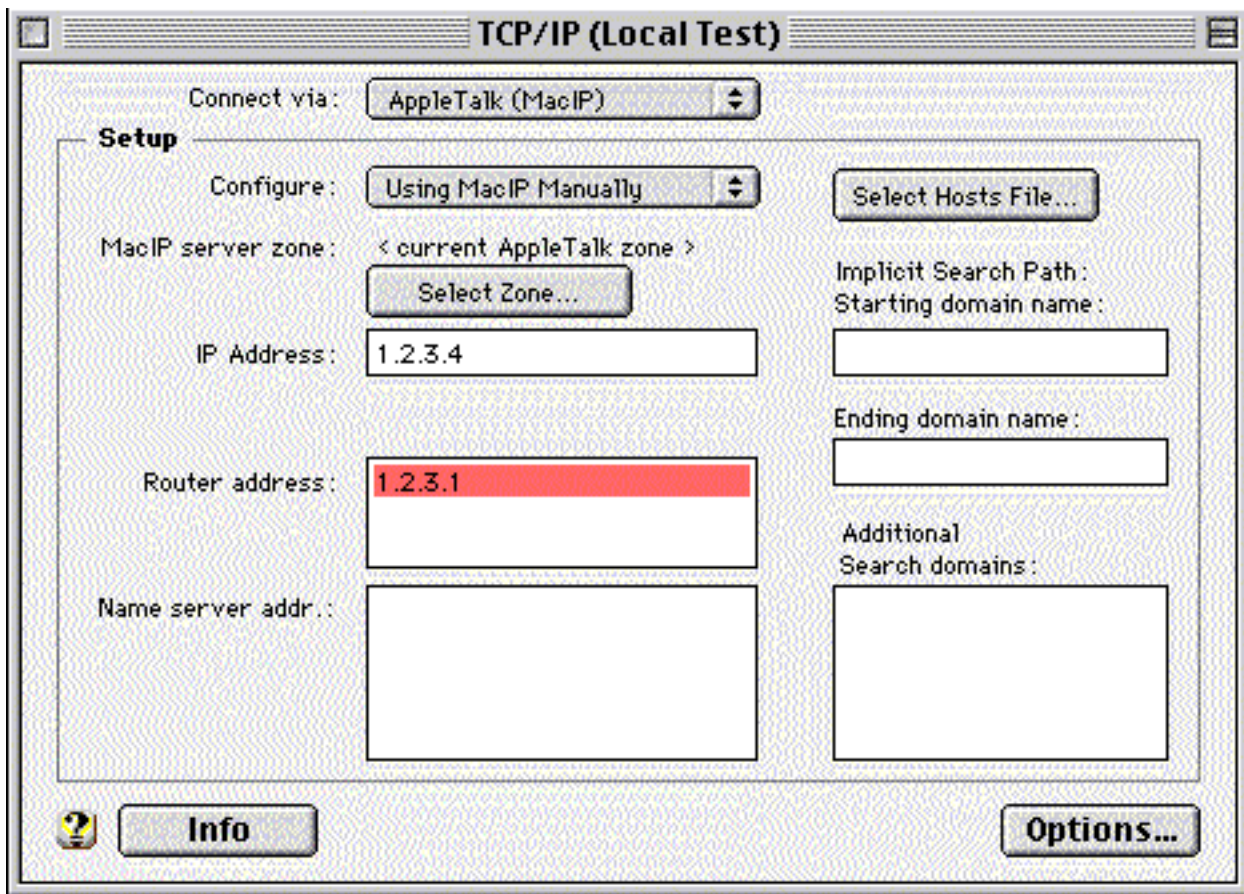 TCP/IP (Local Test)
Connect via: AppleTalk (MacIP)
Setup
Configure: Using MacIP Manually
Select Hosts File...
MacIP server zone: < current AppleTalk zone >
Select Zone...
Implicit Search Path:
Starting domain name:
IP Address: 1.2.3.4
Ending domain name:
Router address: 1.2.3.1
Additional
Search domains:
Name server addr.:
?
Info
Options...